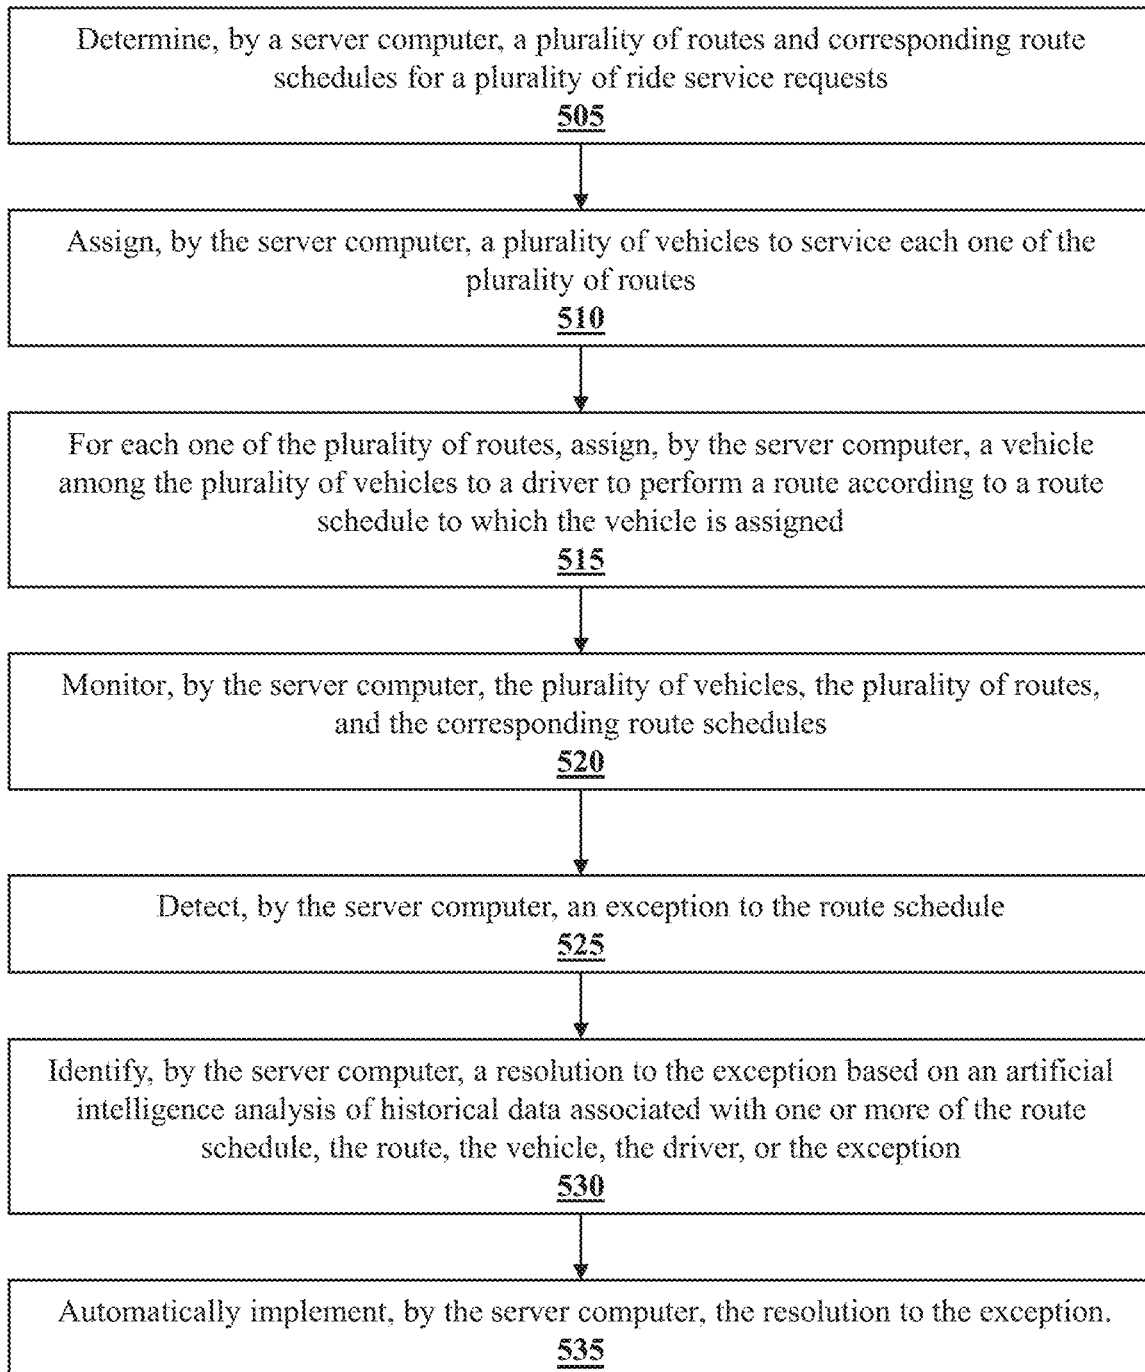 Determine, by a server computer, a plurality of routes and corresponding route
schedules for a plurality of ride service requests
505
Assign, by the server computer, a plurality of vehicles to service each one of the
plurality of routes
510
For each one of the plurality of routes, assign, by the server computer, a vehicle
among the plurality of vehicles to a driver to perform a route according to a route
schedule to which the vehicle is assigned
515
Monitor, by the server computer, the plurality of vehicles, the plurality of routes,
and the corresponding route schedules
520
Detect, by the server computer, an exception to the route schedule
525
Identify, by the server computer, a resolution to the exception based on an artificial
intelligence analysis of historical data associated with one or more of the route
schedule, the route, the vehicle, the driver, or the exception
530
Automatically implement, by the server computer, the resolution to the exception.
535